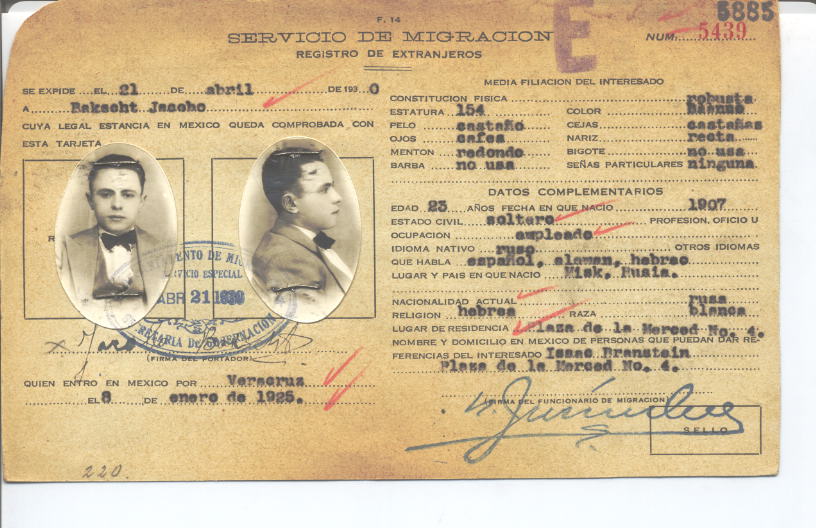 F. 14
SERVICIO DE MIGRACION
REGISTRO DE EXTRANJEROS
E
5885
NUM. 5439
SE EXPIDE EL 21 DE abril DE 1930
A Rakscht Jacobo
CUYA LEGAL ESTANCIA EN MEXICO QUEDA COMPROBADA CON
ESTA TARJETA
R
SERVICIO ESPECIAL
ABR 21 1930
SECRETARIA DE GOBERNACION
(FIRMA DEL PORTADOR)
QUIEN ENTRO EN MEXICO POR Veracruz
EL 8 DE enero de 1925.
220.
MEDIA FILIACION DEL INTERESADO
CONSTITUCION FISICA robusta
ESTATURA 154 COLOR blanco
PELO castaño CEJAS castañas
OJOS cafes NARIZ recta
MENTON redondo BIGOTE no usa
BARBA no usa SEÑAS PARTICULARES ninguna
DATOS COMPLEMENTARIOS
EDAD 23 AÑOS FECHA EN QUE NACIO 1907
ESTADO CIVIL soltero PROFESION, OFICIO U
OCUPACION empleado
IDIOMA NATIVO ruso OTROS IDIOMAS
QUE HABLA español, aleman, hebreo
LUGAR Y PAIS EN QUE NACIO Misk, Rusia.
NACIONALIDAD ACTUAL rusa
RELIGION hebrea RAZA blanca
LUGAR DE RESIDENCIA Plaza de la Merced No. 4.
NOMBRE Y DOMICILIO EN MEXICO DE PERSONAS QUE PUEDAN DAR RE-
FERENCIAS DEL INTERESADO Isaac Branstein
Plaza de la Merced No. 4.
(FIRMA DEL FUNCIONARIO DE MIGRACION)
SELLO